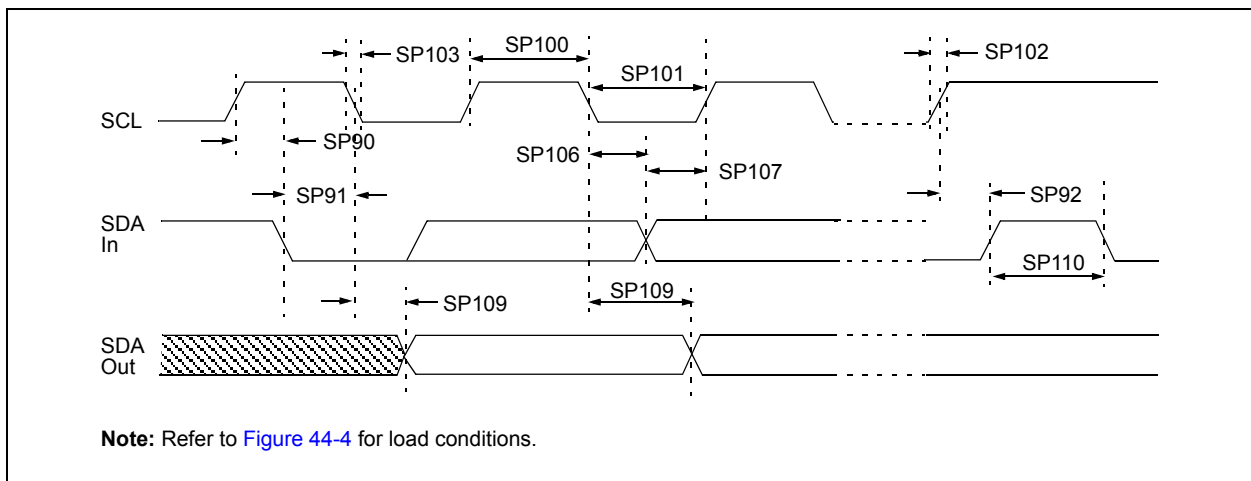 SP103
SP100
SP102
SP101
SCL
SP90
SP106
SP107
SP91
SP92
SDA
In
SP110
SP109
SP109
SDA
Out
Note: Refer to Figure 44-4 for load conditions.